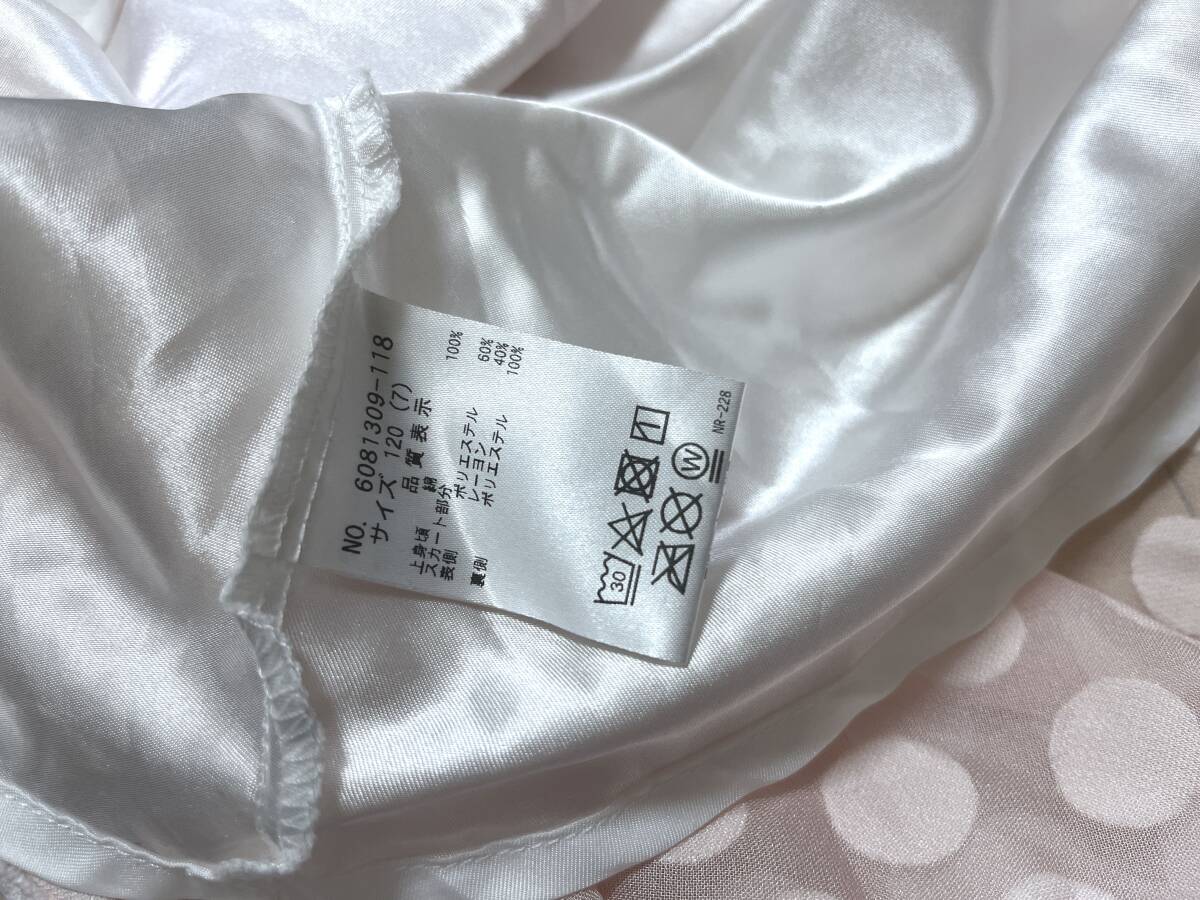 NO. 6081309-118
サイズ 120 (7)
品質表示
上身頃 綿 100%
スカート部分
表側 ポリエステル 60%
レーヨン 40%
裏側 ポリエステル 100%
30
W
1
NR-228